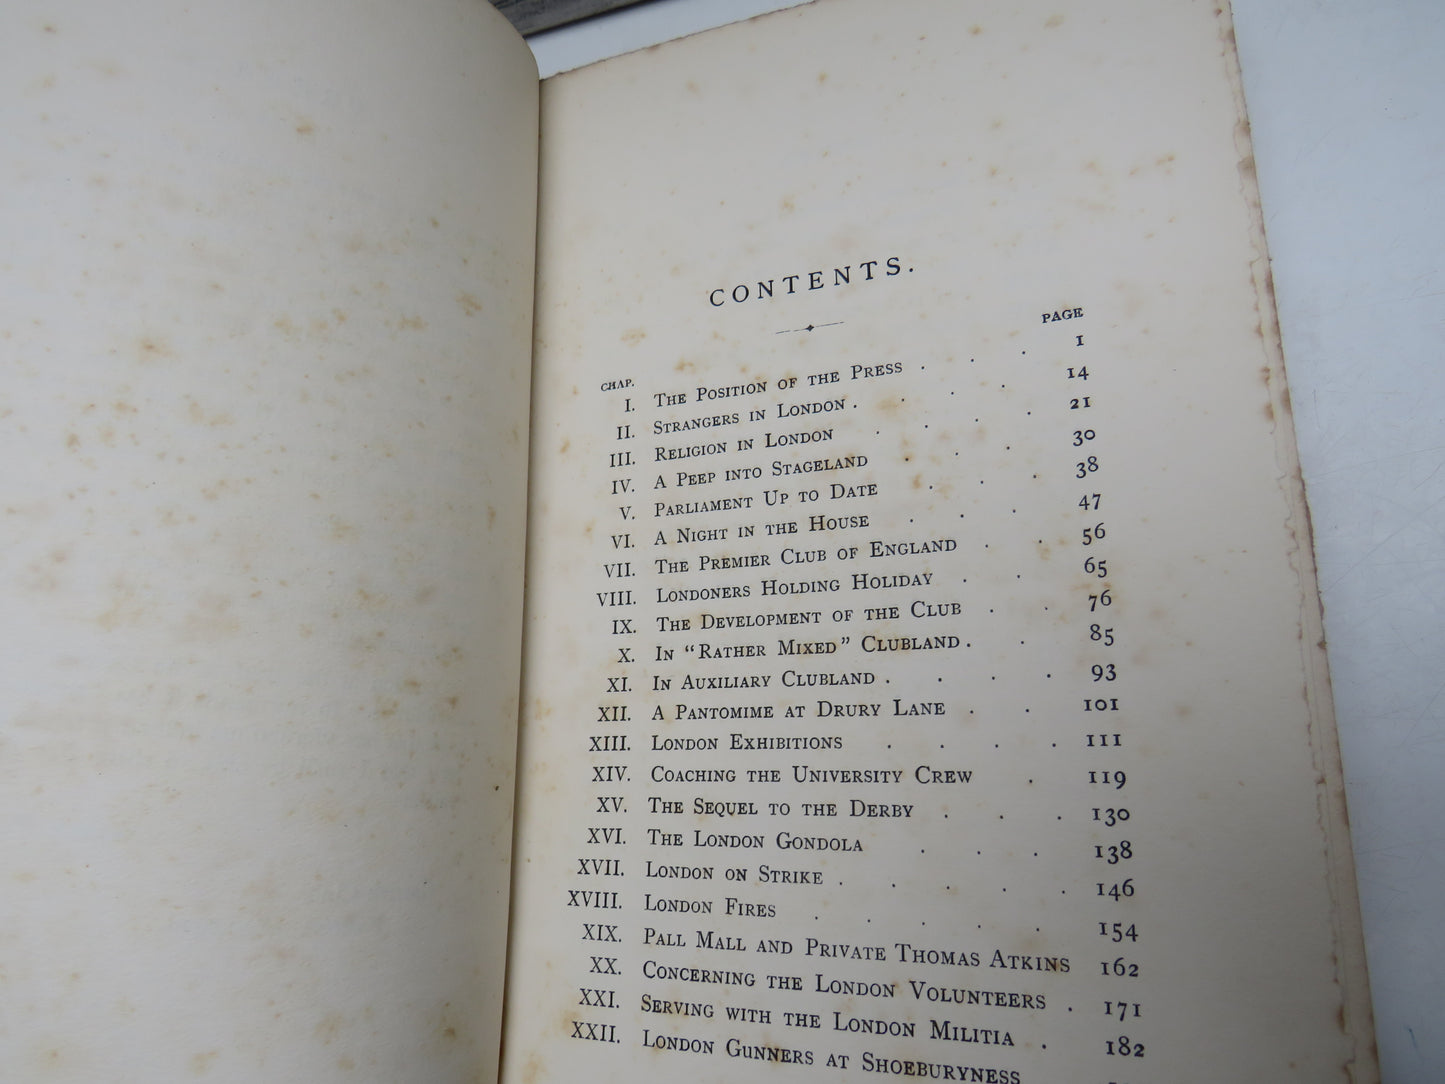 CONTENTS.
CHAP. PAGE
I. THE POSITION OF THE PRESS . . . 1
II. STRANGERS IN LONDON . . . . 14
III. RELIGION IN LONDON . . . . 21
IV. A PEEP INTO STAGELAND . . . 30
V. PARLIAMENT UP TO DATE . . . 38
VI. A NIGHT IN THE HOUSE . . . 47
VII. THE PREMIER CLUB OF ENGLAND . . 56
VIII. LONDONERS HOLDING HOLIDAY . . 65
IX. THE DEVELOPMENT OF THE CLUB . . 76
X. IN "RATHER MIXED" CLUBLAND . . 85
XI. IN AUXILIARY CLUBLAND . . . . 93
XII. A PANTOMIME AT DRURY LANE . . 101
XIII. LONDON EXHIBITIONS . . . . 111
XIV. COACHING THE UNIVERSITY CREW . 119
XV. THE SEQUEL TO THE DERBY . . . 130
XVI. THE LONDON GONDOLA . . . 138
XVII. LONDON ON STRIKE . . . . . 146
XVIII. LONDON FIRES . . . . . 154
XIX. PALL MALL AND PRIVATE THOMAS ATKINS 162
XX. CONCERNING THE LONDON VOLUNTEERS . 171
XXI. SERVING WITH THE LONDON MILITIA . 182
XXII. LONDON GUNNERS AT SHOEBURYNESS